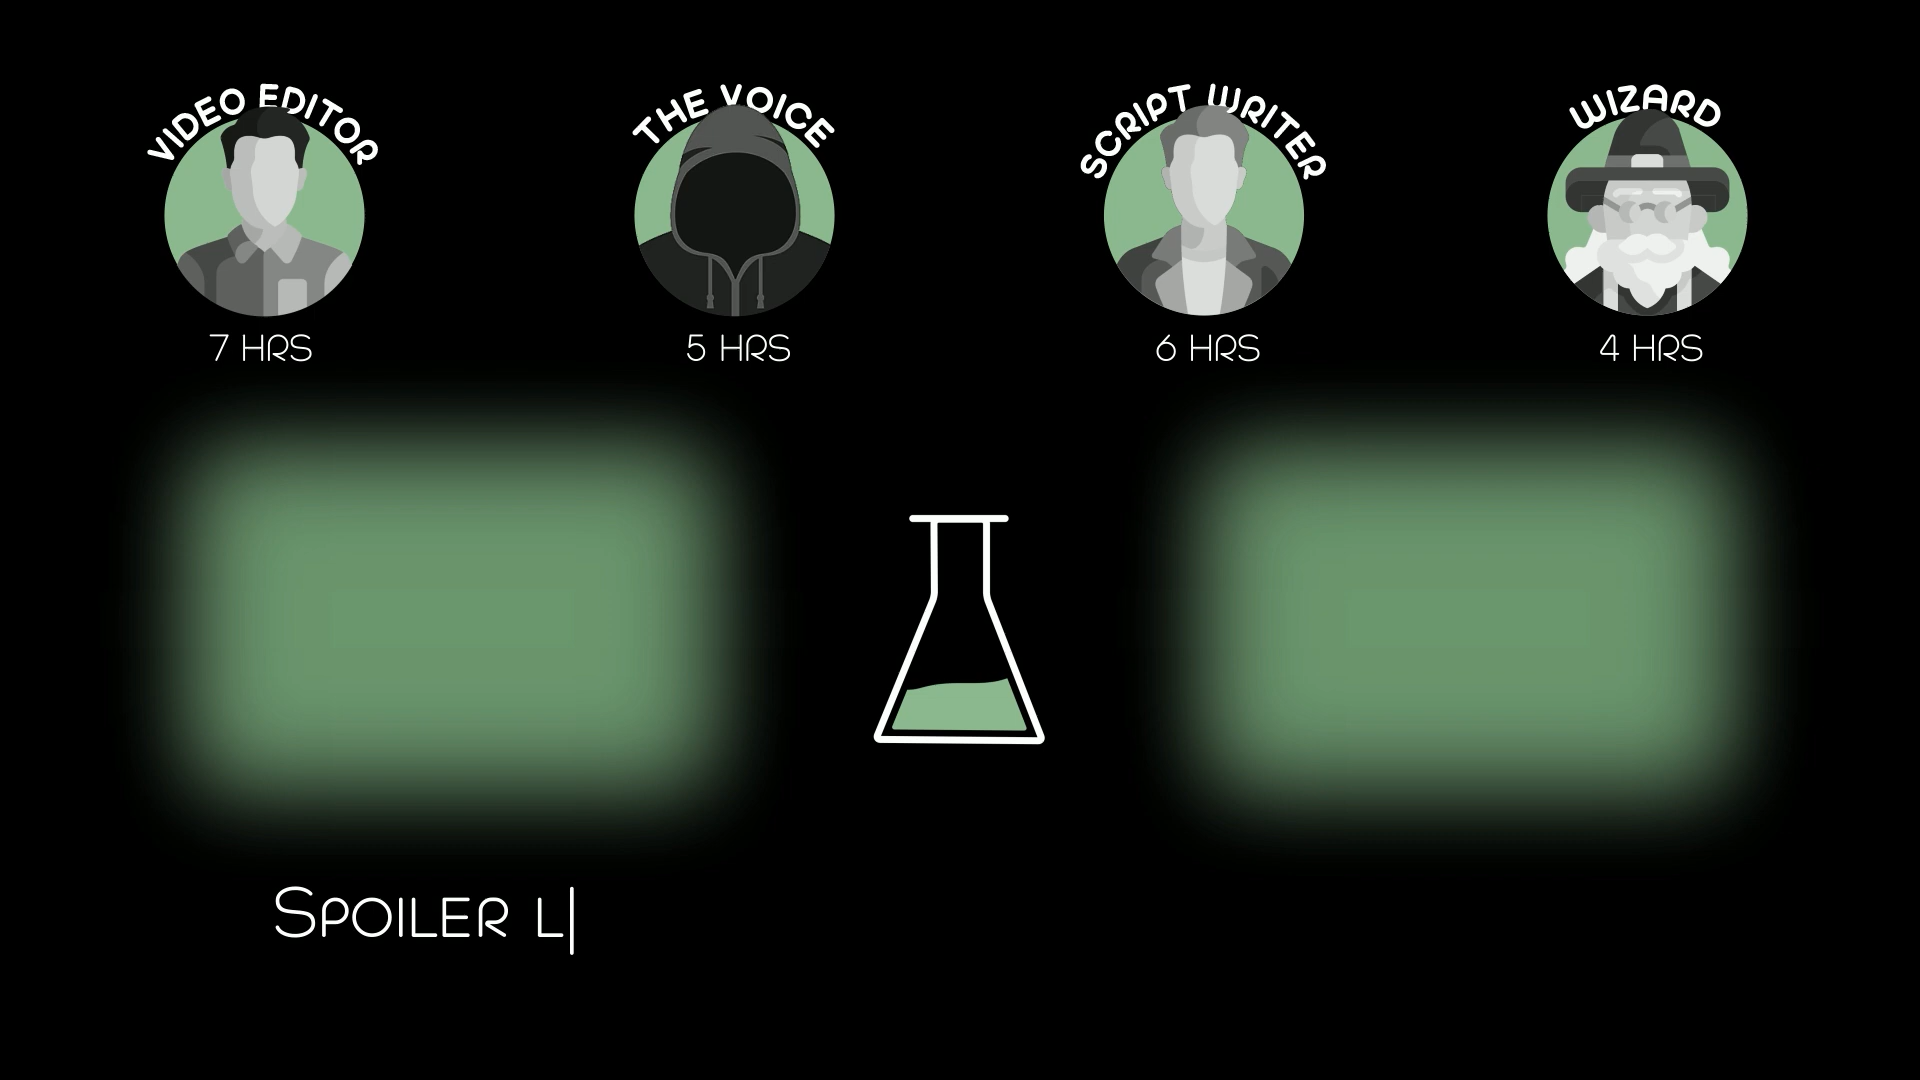 VIDEO EDITOR
THE VOICE
SCRIPT WRITER
WIZARD
7 HRS
5 HRS
6 HRS
4 HRS
SPOILER L